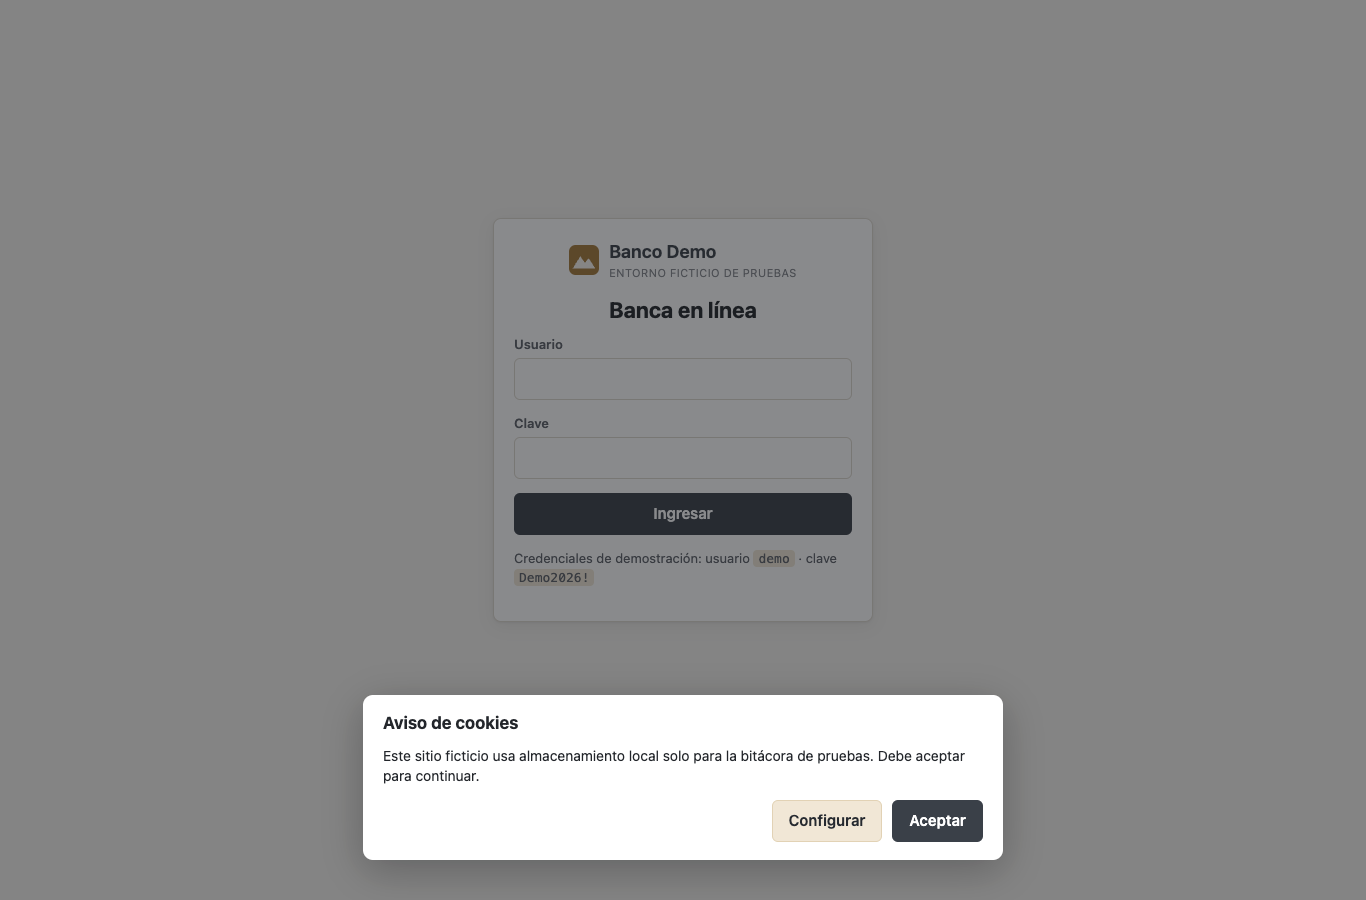 Banco Demo
ENTORNO FICTICIO DE PRUEBAS
Banca en línea
Usuario
Clave
Ingresar
Credenciales de demostración: usuario demo · clave
Demo2026!
Aviso de cookies
Este sitio ficticio usa almacenamiento local solo para la bitácora de pruebas. Debe aceptar
para continuar.
Configurar
Aceptar